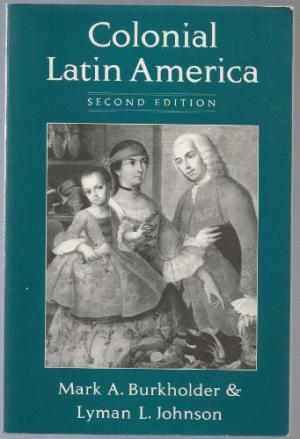 Colonial
Latin America
SECOND EDITION
Mark A. Burkholder &
Lyman L. Johnson